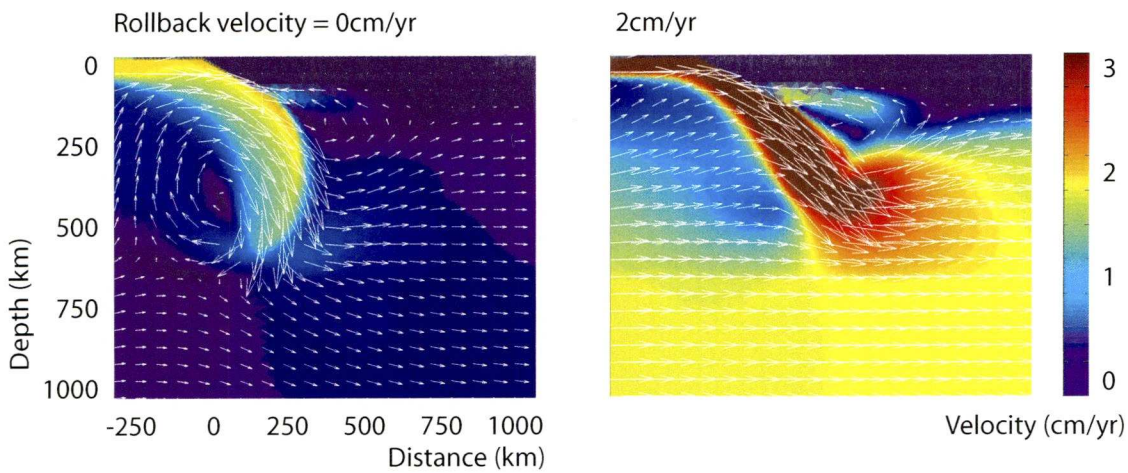 Rollback velocity = 0cm/yr
2cm/yr
Depth (km)
0
250
500
750
1000
-250 0 250 500 750 1000
Distance (km)
3
2
1
0
Velocity (cm/yr)